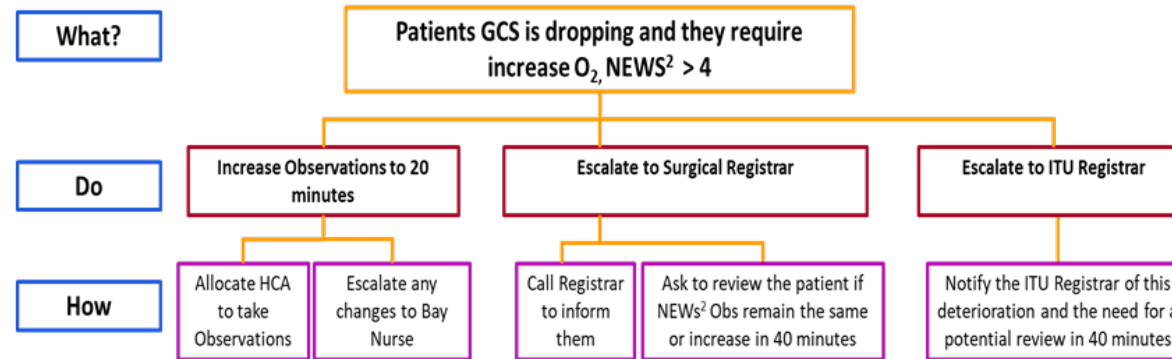 What?
Patients GCS is dropping and they require
increase O₂, NEWS² > 4
Do
Increase Observations to 20
minutes
Escalate to Surgical Registrar
Escalate to ITU Registrar
How
Allocate HCA
to take
Observations
Escalate any
changes to Bay
Nurse
Call Registrar
to inform
them
Ask to review the patient if
NEWs² Obs remain the same
or increase in 40 minutes
Notify the ITU Registrar of this
deterioration and the need for a
potential review in 40 minutes